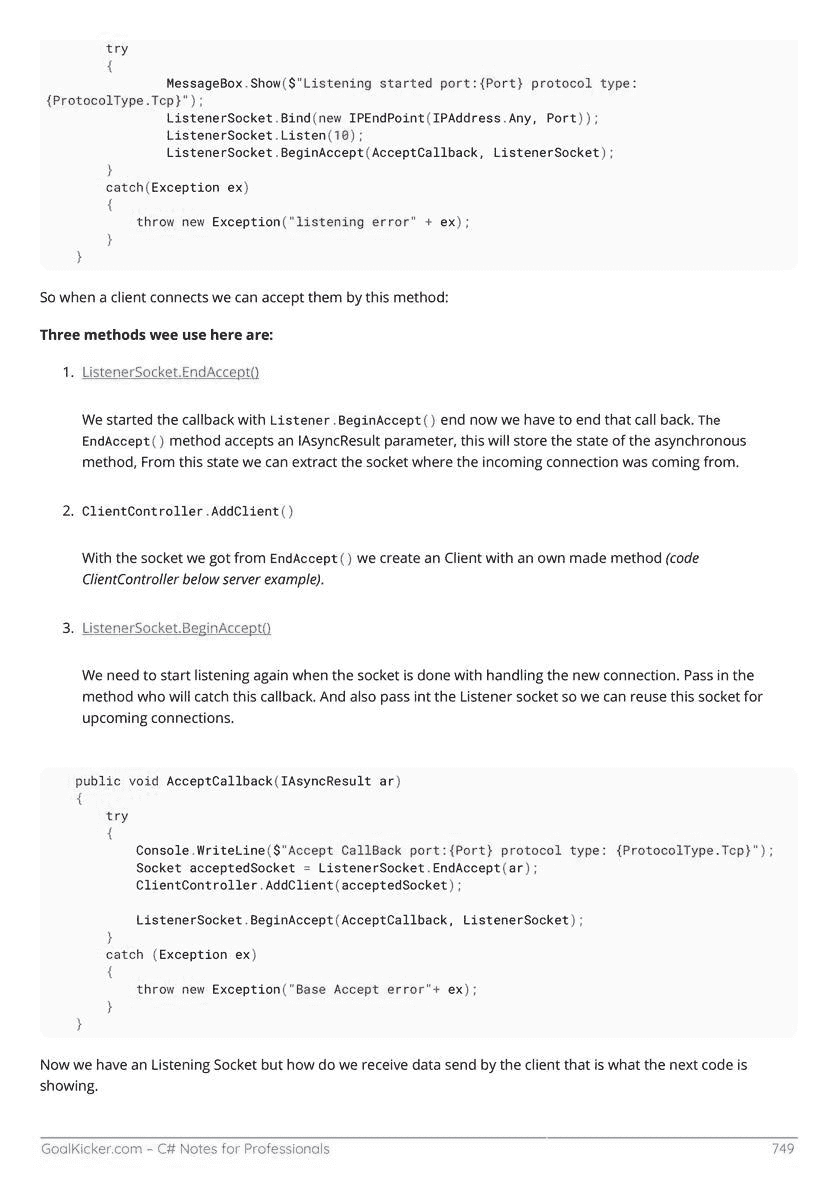 try
{
MessageBox.Show($"Listening started port:{Port} protocol type:
{ProtocolType.Tcp}");
ListenerSocket.Bind(new IPEndPoint(IPAddress.Any, Port));
ListenerSocket.Listen(10);
ListenerSocket.BeginAccept(AcceptCallback, ListenerSocket);
}
catch(Exception ex)
{
throw new Exception("listening error" + ex);
}
}
So when a client connects we can accept them by this method:
Three methods wee use here are:
1. ListenerSocket.EndAccept()
We started the callback with Listener.BeginAccept() end now we have to end that call back. The
EndAccept() method accepts an IAsyncResult parameter, this will store the state of the asynchronous
method, From this state we can extract the socket where the incoming connection was coming from.
2. ClientController.AddClient()
With the socket we got from EndAccept() we create an Client with an own made method (code
ClientController below server example).
3. ListenerSocket.BeginAccept()
We need to start listening again when the socket is done with handling the new connection. Pass in the
method who will catch this callback. And also pass int the Listener socket so we can reuse this socket for
upcoming connections.
public void AcceptCallback(IAsyncResult ar)
{
try
{
Console.WriteLine($"Accept CallBack port:{Port} protocol type: {ProtocolType.Tcp}");
Socket acceptedSocket = ListenerSocket.EndAccept(ar);
ClientController.AddClient(acceptedSocket);
ListenerSocket.BeginAccept(AcceptCallback, ListenerSocket);
}
catch (Exception ex)
{
throw new Exception("Base Accept error"+ ex);
}
}
Now we have an Listening Socket but how do we receive data send by the client that is what the next code is
showing.
GoalKicker.com – C# Notes for Professionals 749